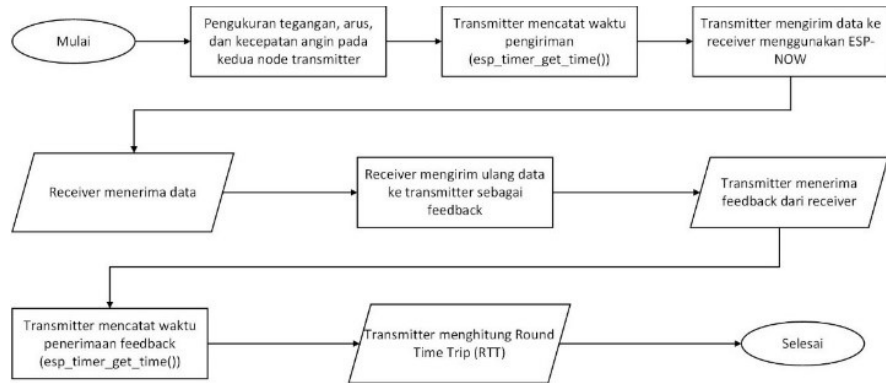 Mulai
Pengukuran tegangan, arus,
dan kecepatan angin pada
kedua node transmitter
Transmitter mencatat waktu
pengiriman
(esp_timer_get_time())
Transmitter mengirim data ke
receiver menggunakan ESP-
NOW
Receiver menerima data
Receiver mengirim ulang data
ke transmitter sebagai
feedback
Transmitter menerima
feedback dari receiver
Transmitter mencatat waktu
penerimaan feedback
(esp_timer_get_time())
Transmitter menghitung Round
Time Trip (RTT)
Selesai